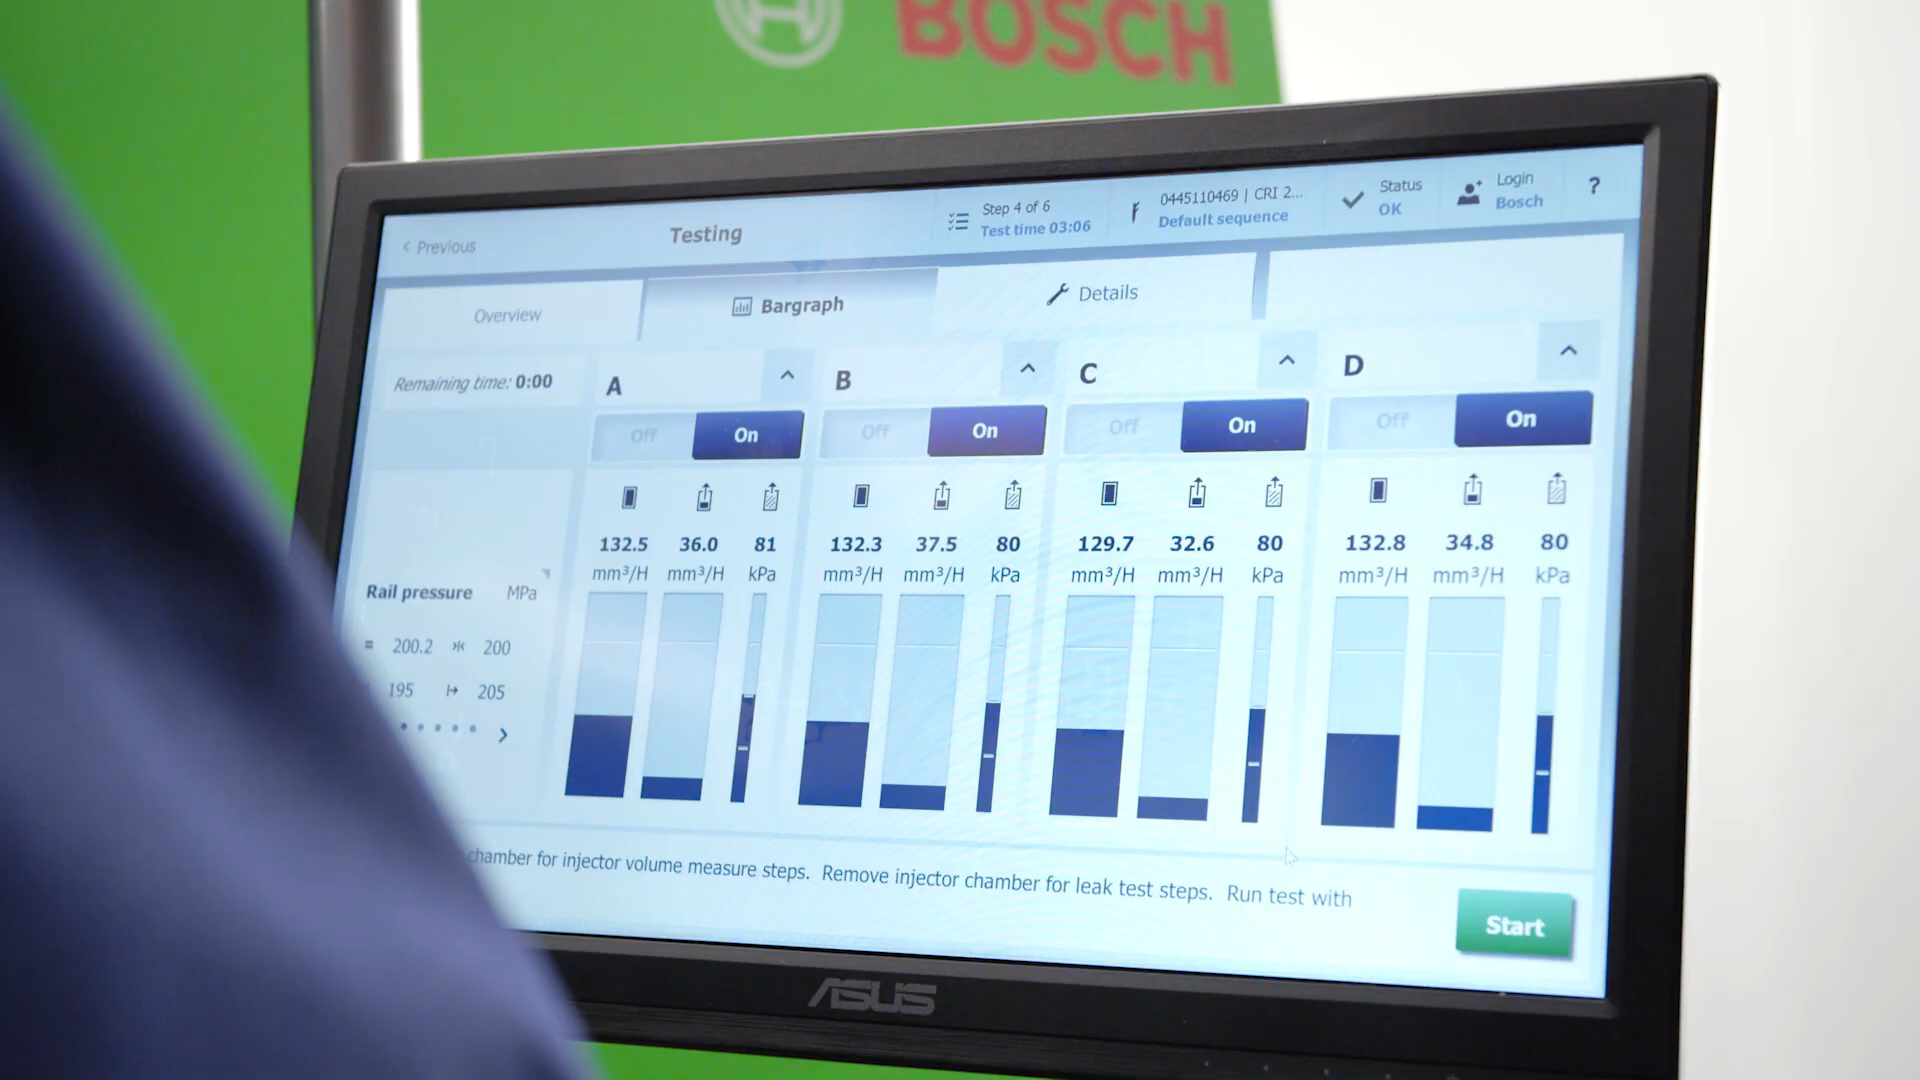 BOSCH
< Previous
Testing
Step 4 of 6
Test time 03:06
0445110469 | CRI 2...
Default sequence
Status
OK
Login
Bosch
?
Overview
Bargraph
Details
Remaining time: 0:00
A
B
C
D
Off On
Off On
Off On
Off On
132.5 36.0 81
mm³/H mm³/H kPa
132.3 37.5 80
mm³/H mm³/H kPa
129.7 32.6 80
mm³/H mm³/H kPa
132.8 34.8 80
mm³/H mm³/H kPa
Rail pressure MPa
= 200.2 200
195 205
chamber for injector volume measure steps. Remove injector chamber for leak test steps. Run test with
Start
ASUS